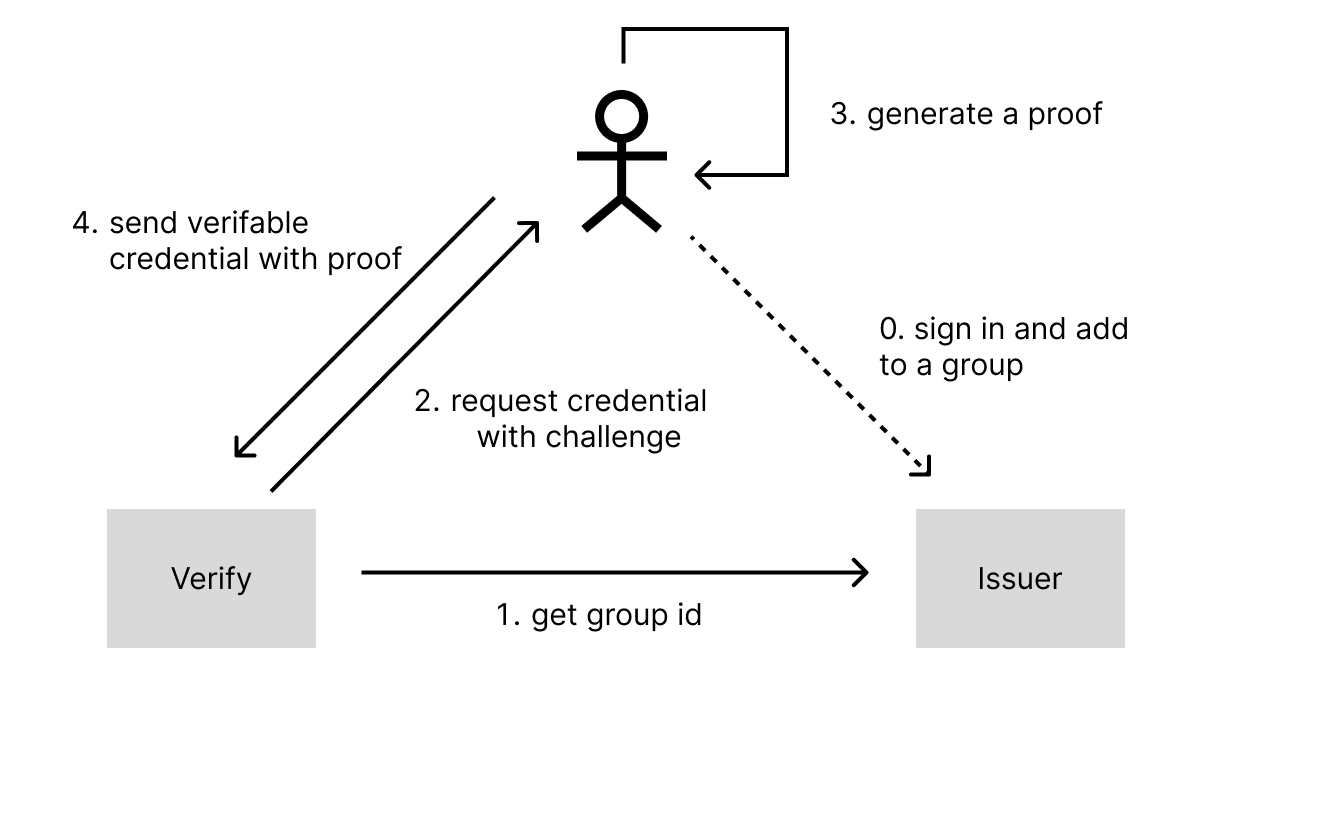 3. generate a proof
4. send verifable
credential with proof
0. sign in and add
to a group
2. request credential
with challenge
Verify
Issuer
1. get group id